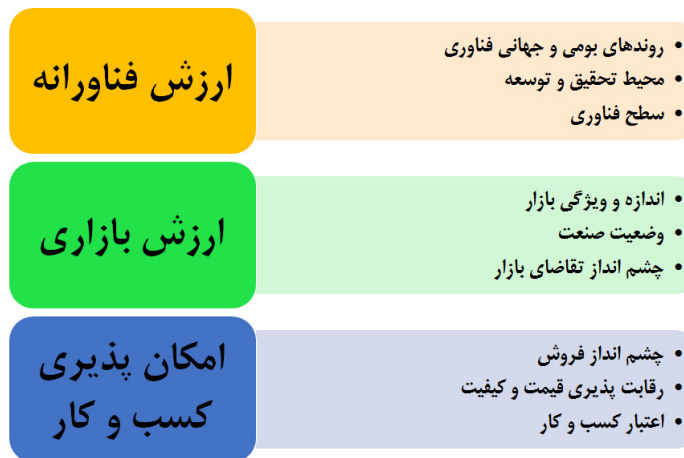 ارزش فناورانه
• روندهای بومی و جهانی فناوری
• محیط تحقیق و توسعه
• سطح فناوری
ارزش بازاری
• اندازه و ویژگی بازار
• وضعیت صنعت
• چشم انداز تقاضای بازار
امکان پذیری
کسب و کار
• چشم انداز فروش
• رقابت پذیری قیمت و کیفیت
• اعتبار کسب و کار